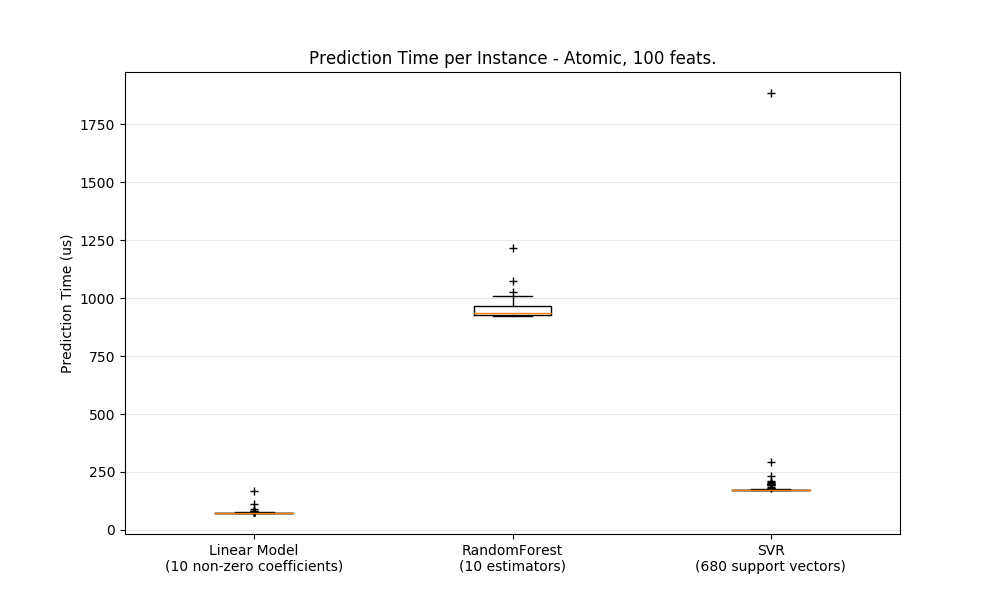 Prediction Time per Instance - Atomic, 100 feats.
Prediction Time (us)
1750
1500
1250
1000
750
500
250
0
Linear Model
(10 non-zero coefficients)
RandomForest
(10 estimators)
SVR
(680 support vectors)